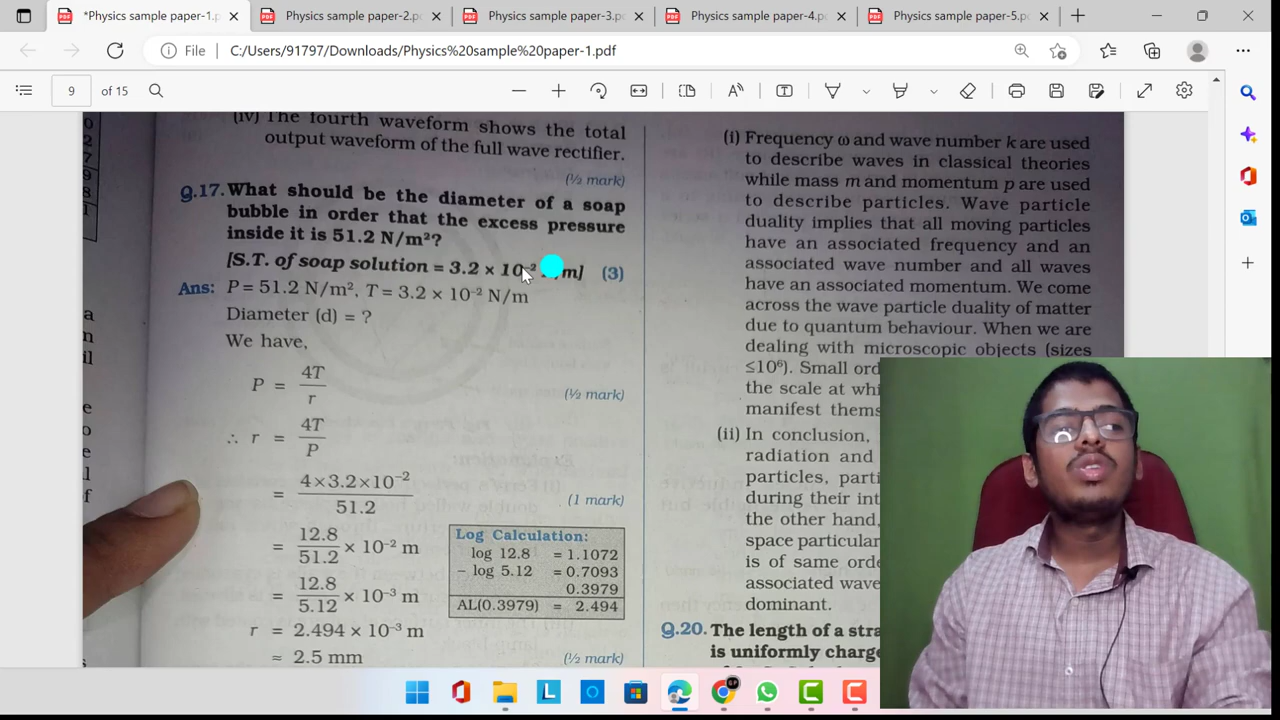 *Physics sample paper-1.p
Physics sample paper-2.p
Physics sample paper-3.p
Physics sample paper-4.p
Physics sample paper-5.p
File
C:/Users/91797/Downloads/Physics%20sample%20paper-1.pdf
9 of 15
(iv) The fourth waveform shows the total
output waveform of the full wave rectifier.
(½ mark)
Q.17. What should be the diameter of a soap
bubble in order that the excess pressure
inside it is 51.2 N/m²?
[S.T. of soap solution = 3.2 × 10⁻² /m] (3)
Ans: P = 51.2 N/m², T = 3.2 × 10⁻² N/m
Diameter (d) = ?
We have,
P = 4T/r
(½ mark)
∴ r = 4T/P
= 4×3.2×10⁻²/51.2
(1 mark)
= 12.8/51.2 × 10⁻² m
= 12.8/5.12 × 10⁻³ m
r = 2.494 × 10⁻³ m
≈ 2.5 mm
(½ mark)
Log Calculation:
log 12.8 = 1.1072
− log 5.12 = 0.7093
0.3979
AL(0.3979) = 2.494
(i) Frequency ω and wave number k are used
to describe waves in classical theories
while mass m and momentum p are used
to describe particles. Wave particle
duality implies that all moving particles
have an associated frequency and an
associated wave number and all waves
have an associated momentum. We come
across the wave particle duality of matter
due to quantum behaviour. When we are
dealing with microscopic objects (sizes
≤10⁶). Small ord
the scale at wh
manifest thems
(ii) In conclusion,
radiation and
particles, parti
during their int
the other hand,
space particular
is of same orde
associated wave
dominant.
Q.20. The length of a stra
is uniformly charge